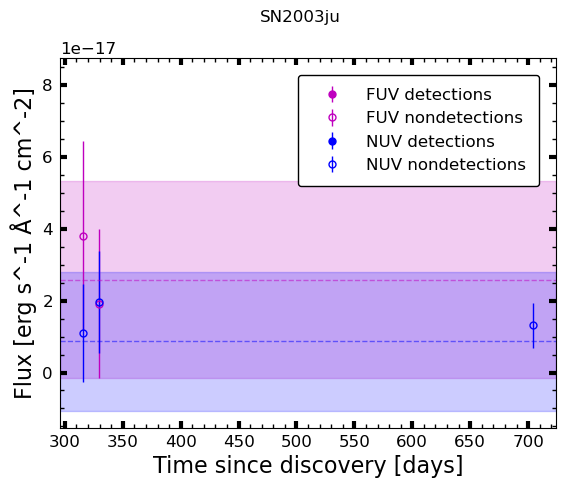 SN2003ju
1e−17
8
6
4
2
0
Flux [erg s^-1 Å^-1 cm^-2]
FUV detections
FUV nondetections
NUV detections
NUV nondetections
300 350 400 450 500 550 600 650 700
Time since discovery [days]